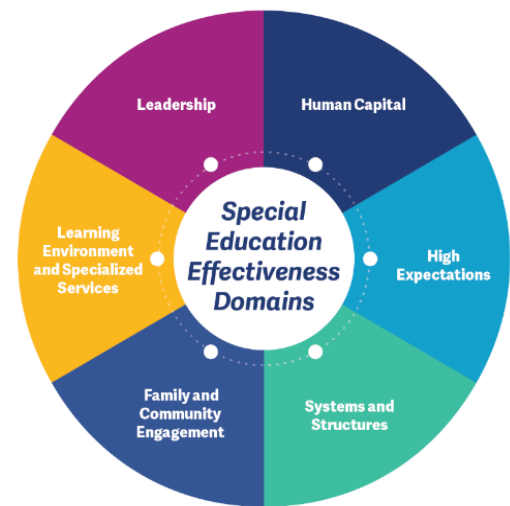 Leadership
Human Capital
Learning
Environment
and Specialized
Services
Special
Education
Effectiveness
Domains
High
Expectations
Family and
Community
Engagement
Systems and
Structures